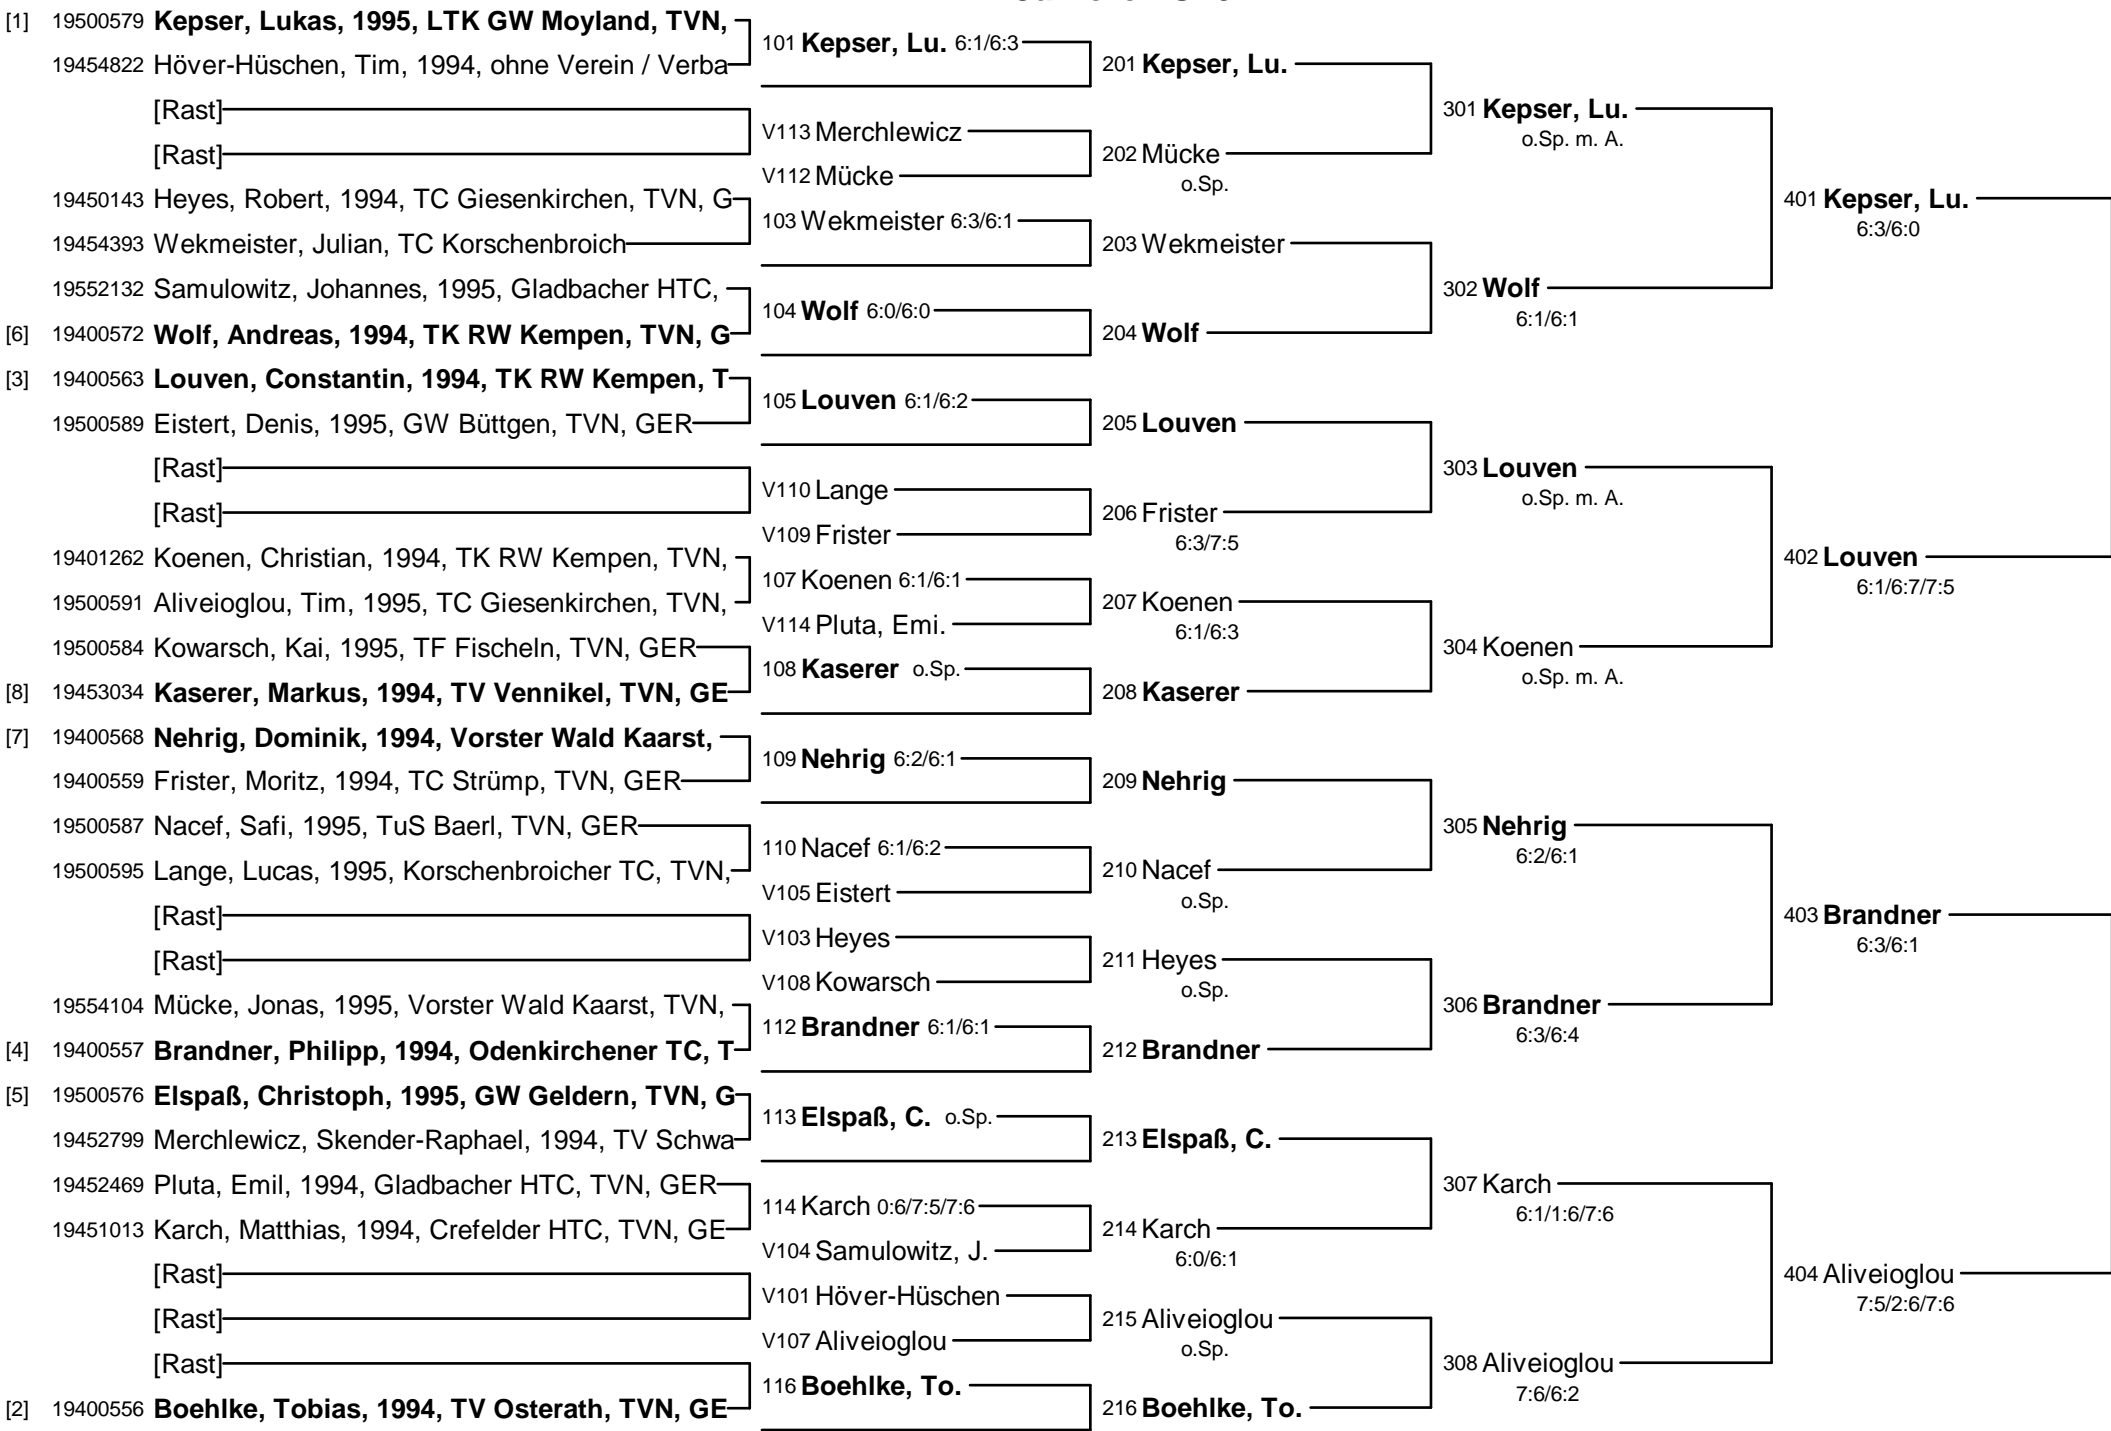 [1] 19500579 Kepser, Lukas, 1995, LTK GW Moyland, TVN,
19454822 Höver-Hüschen, Tim, 1994, ohne Verein / Verba
[Rast]
[Rast]
19450143 Heyes, Robert, 1994, TC Giesenkirchen, TVN, G
19454393 Wekmeister, Julian, TC Korschenbroich
19552132 Samulowitz, Johannes, 1995, Gladbacher HTC,
[6] 19400572 Wolf, Andreas, 1994, TK RW Kempen, TVN, G
[3] 19400563 Louven, Constantin, 1994, TK RW Kempen, T
19500589 Eistert, Denis, 1995, GW Büttgen, TVN, GER
[Rast]
[Rast]
19401262 Koenen, Christian, 1994, TK RW Kempen, TVN,
19500591 Aliveioglou, Tim, 1995, TC Giesenkirchen, TVN,
19500584 Kowarsch, Kai, 1995, TF Fischeln, TVN, GER
[8] 19453034 Kaserer, Markus, 1994, TV Vennikel, TVN, GE
[7] 19400568 Nehrig, Dominik, 1994, Vorster Wald Kaarst,
19400559 Frister, Moritz, 1994, TC Strümp, TVN, GER
19500587 Nacef, Safi, 1995, TuS Baerl, TVN, GER
19500595 Lange, Lucas, 1995, Korschenbroicher TC, TVN,
[Rast]
[Rast]
19554104 Mücke, Jonas, 1995, Vorster Wald Kaarst, TVN,
[4] 19400557 Brandner, Philipp, 1994, Odenkirchener TC, T
[5] 19500576 Elspaß, Christoph, 1995, GW Geldern, TVN, G
19452799 Merchlewicz, Skender-Raphael, 1994, TV Schwa
19452469 Pluta, Emil, 1994, Gladbacher HTC, TVN, GER
19451013 Karch, Matthias, 1994, Crefelder HTC, TVN, GE
[Rast]
[Rast]
[Rast]
[2] 19400556 Boehlke, Tobias, 1994, TV Osterath, TVN, GE
101 Kepser, Lu. 6:1/6:3
V113 Merchlewicz
V112 Mücke
103 Wekmeister 6:3/6:1
104 Wolf 6:0/6:0
105 Louven 6:1/6:2
V110 Lange
V109 Frister
107 Koenen 6:1/6:1
V114 Pluta, Emi.
108 Kaserer o.Sp.
109 Nehrig 6:2/6:1
110 Nacef 6:1/6:2
V105 Eistert
V103 Heyes
V108 Kowarsch
112 Brandner 6:1/6:1
113 Elspaß, C. o.Sp.
114 Karch 0:6/7:5/7:6
V104 Samulowitz, J.
V101 Höver-Hüschen
V107 Aliveioglou
116 Boehlke, To.
201 Kepser, Lu.
202 Mücke
o.Sp.
203 Wekmeister
204 Wolf
205 Louven
206 Frister
6:3/7:5
207 Koenen
6:1/6:3
208 Kaserer
209 Nehrig
210 Nacef
o.Sp.
211 Heyes
o.Sp.
212 Brandner
213 Elspaß, C.
214 Karch
6:0/6:1
215 Aliveioglou
o.Sp.
216 Boehlke, To.
301 Kepser, Lu.
o.Sp. m. A.
302 Wolf
6:1/6:1
303 Louven
o.Sp. m. A.
304 Koenen
o.Sp. m. A.
305 Nehrig
6:2/6:1
306 Brandner
6:3/6:4
307 Karch
6:1/1:6/7:6
308 Aliveioglou
7:6/6:2
401 Kepser, Lu.
6:3/6:0
402 Louven
6:1/6:7/7:5
403 Brandner
6:3/6:1
404 Aliveioglou
7:5/2:6/7:6